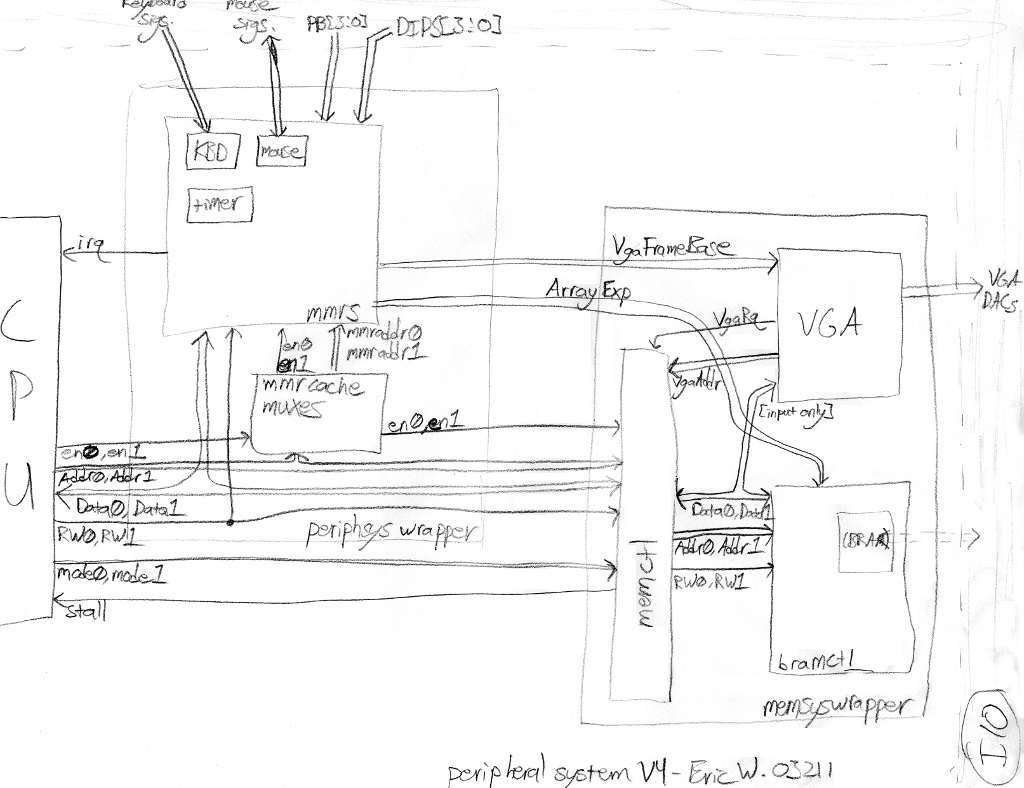 Keyboard
sigs.
mouse
sigs.
PB[3:0]
DIPS[3:0]
KBD
mouse
timer
irq
CPU
VgaFrameBase
Array Exp
mmrs
en0
en1
mmraddr0
mmraddr1
mmrcache
muxes
VgaRq
VgaAddr
VGA
VGA
DACs
[input only]
en0,en1
en0,en1
Addr0,Addr1
Data0,Data1
RW0,RW1
periphsys wrapper
mode0,mode1
stall
memctl
Data0,Data1
Addr0,Addr1
RW0,RW1
(BRAM)
bramctl
memsyswrapper
I/O
peripheral system V4 - Eric W. 03211